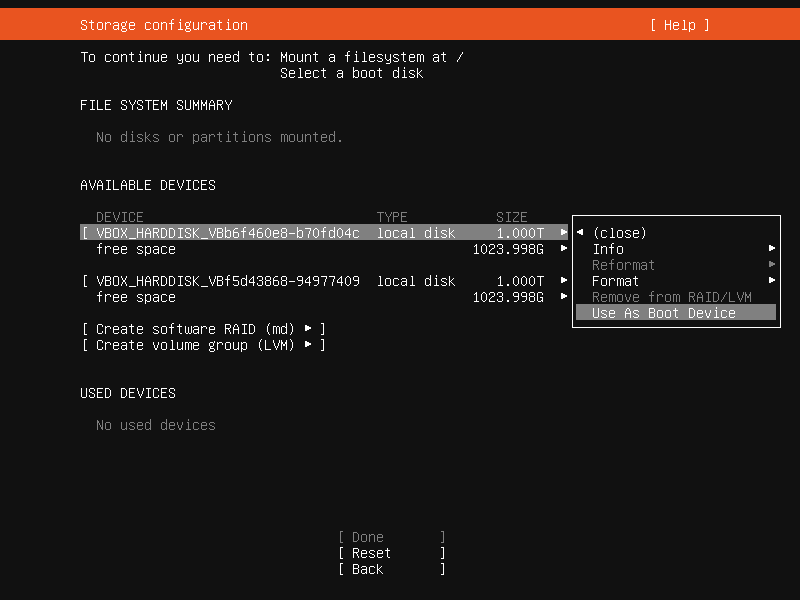 Storage configuration [ Help ]
To continue you need to: Mount a filesystem at /
Select a boot disk
FILE SYSTEM SUMMARY
No disks or partitions mounted.
AVAILABLE DEVICES
DEVICE TYPE SIZE
[ VBOX_HARDDISK_VBb6f460e8-b70fd04c local disk 1.000T ▸ ◂ (close)
free space 1023.998G ▸ Info ▸
Reformat ▸
[ VBOX_HARDDISK_VBf5d43868-94977409 local disk 1.000T ▸ Format ▸
free space 1023.998G ▸ Remove from RAID/LVM
Use As Boot Device
[ Create software RAID (md) ▸ ]
[ Create volume group (LVM) ▸ ]
USED DEVICES
No used devices
[ Done ]
[ Reset ]
[ Back ]